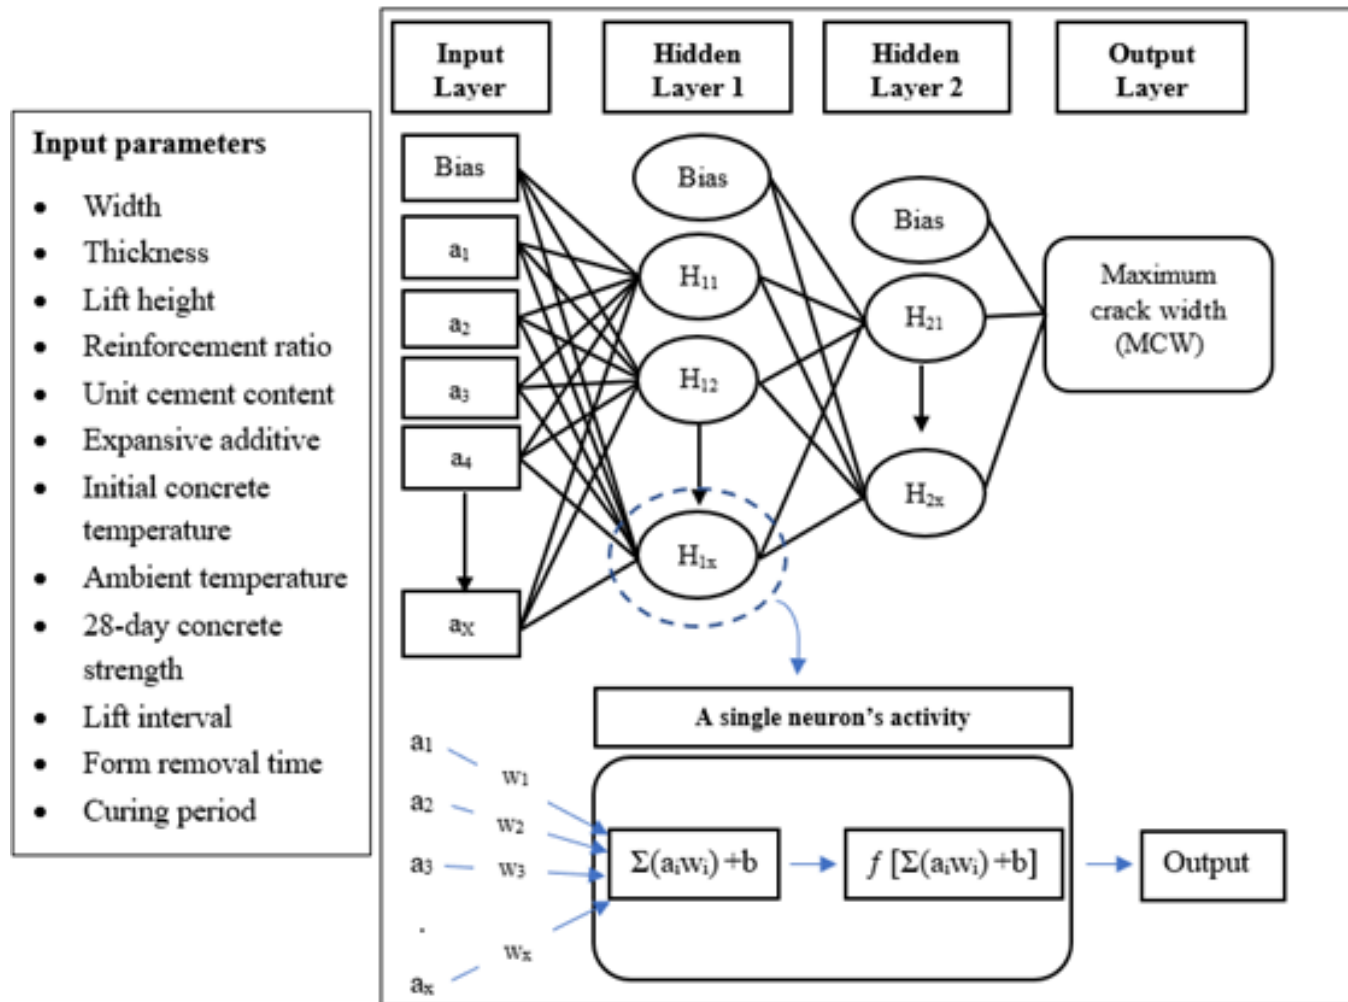 Input parameters
• Width
• Thickness
• Lift height
• Reinforcement ratio
• Unit cement content
• Expansive additive
• Initial concrete
temperature
• Ambient temperature
• 28-day concrete
strength
• Lift interval
• Form removal time
• Curing period
Input
Layer
Hidden
Layer 1
Hidden
Layer 2
Output
Layer
Bias
a₁
a₂
a₃
a₄
aₓ
Bias
H₁₁
H₁₂
H₁ₓ
Bias
H₂₁
H₂ₓ
Maximum
crack width
(MCW)
A single neuron’s activity
a₁
a₂
a₃
.
aₓ
w₁
w₂
w₃
wₓ
Σ(aᵢwᵢ) +b
f [Σ(aᵢwᵢ) +b]
Output